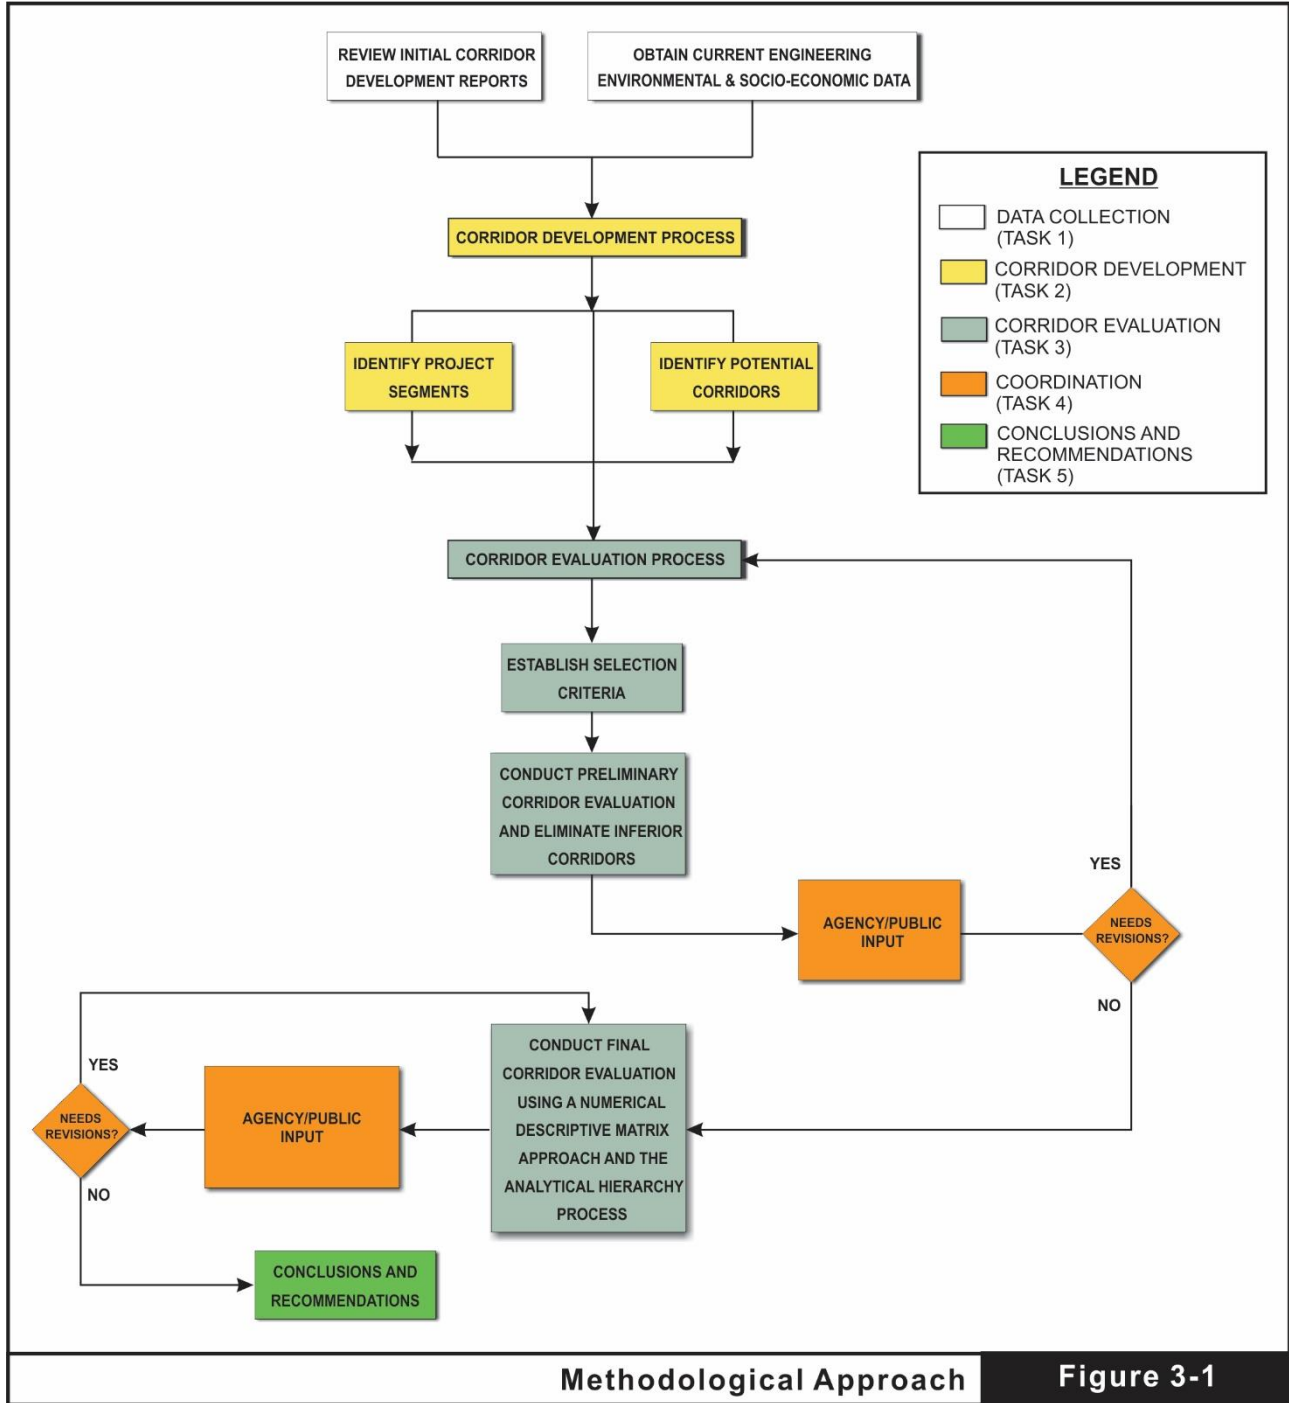 REVIEW INITIAL CORRIDOR
DEVELOPMENT REPORTS
OBTAIN CURRENT ENGINEERING
ENVIRONMENTAL & SOCIO-ECONOMIC DATA
LEGEND
DATA COLLECTION
(TASK 1)
CORRIDOR DEVELOPMENT
(TASK 2)
CORRIDOR EVALUATION
(TASK 3)
COORDINATION
(TASK 4)
CONCLUSIONS AND
RECOMMENDATIONS
(TASK 5)
CORRIDOR DEVELOPMENT PROCESS
IDENTIFY PROJECT
SEGMENTS
IDENTIFY POTENTIAL
CORRIDORS
CORRIDOR EVALUATION PROCESS
ESTABLISH SELECTION
CRITERIA
CONDUCT PRELIMINARY
CORRIDOR EVALUATION
AND ELIMINATE INFERIOR
CORRIDORS
AGENCY/PUBLIC
INPUT
YES
NEEDS
REVISIONS?
NO
CONDUCT FINAL
CORRIDOR EVALUATION
USING A NUMERICAL
DESCRIPTIVE MATRIX
APPROACH AND THE
ANALYTICAL HIERARCHY
PROCESS
AGENCY/PUBLIC
INPUT
YES
NEEDS
REVISIONS?
NO
CONCLUSIONS AND
RECOMMENDATIONS
Methodological Approach
Figure 3-1